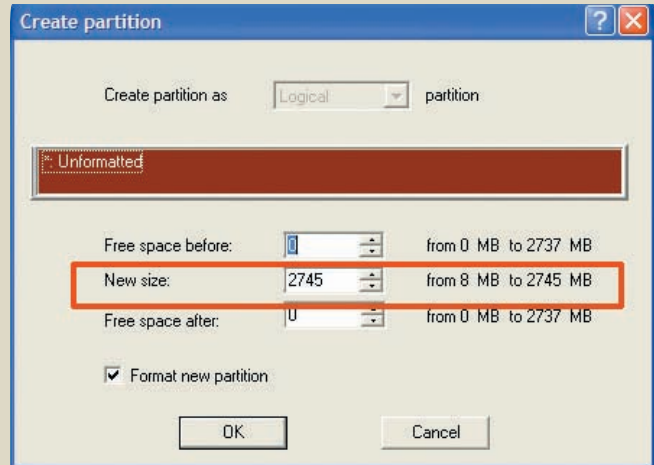 Create partition
Create partition as Logical partition
*: Unformatted
Free space before: 0 from 0 MB to 2737 MB
New size: 2745 from 8 MB to 2745 MB
Free space after: 0 from 0 MB to 2737 MB
Format new partition
OK Cancel